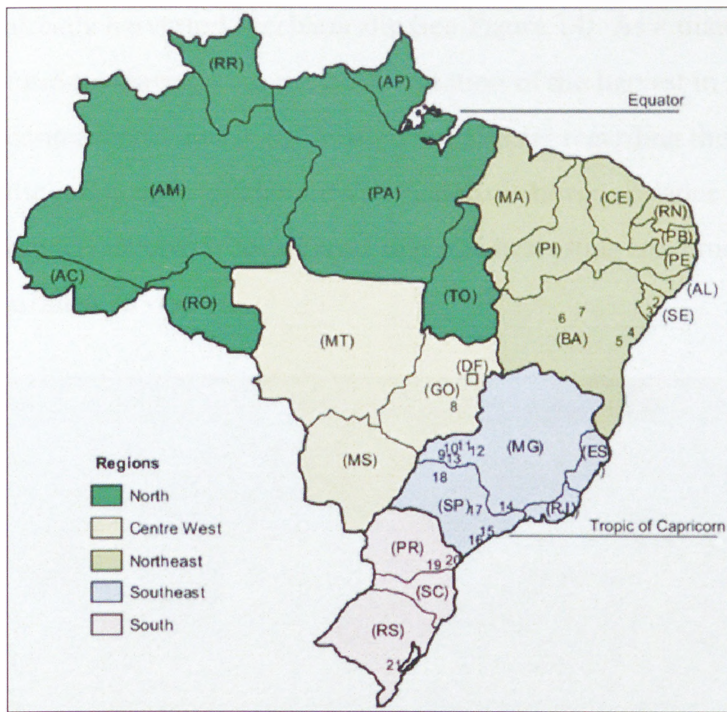 (RR)
(AP)
Equator
(AM)
(PA)
(MA)
(CE)
(RN)
(PB)
(PI)
(PE)
(AC)
(RO)
(TO)
1
(AL)
2
3
(SE)
6 7
4
5
(BA)
(MT)
(DF)
(GO)
8
(MS)
10 11
9 12
13
(MG)
(ES)
18
(SP) 17
14
(RJ)
15
16
Tropic of Capricorn
(PR)
19 20
(SC)
(RS)
21
Regions
North
Centre West
Northeast
Southeast
South